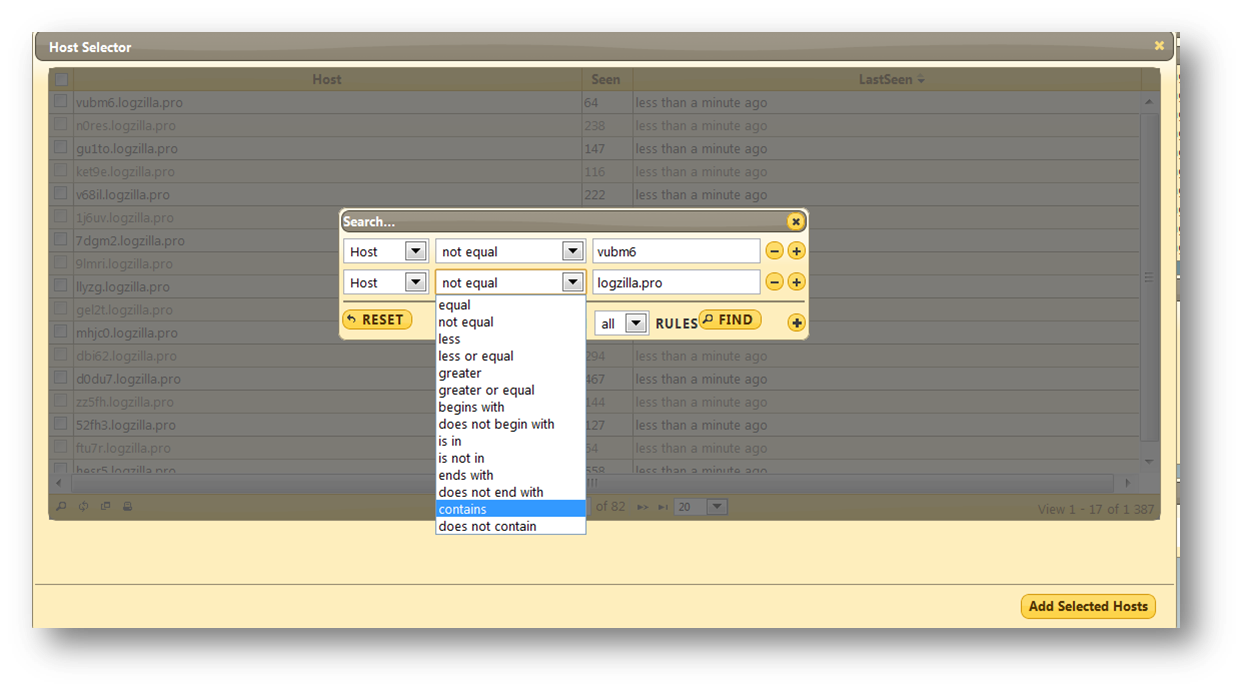 Host Selector
Host Seen LastSeen
vubm6.logzilla.pro 64 less than a minute ago
n0res.logzilla.pro 238 less than a minute ago
gu1to.logzilla.pro 147 less than a minute ago
ket9e.logzilla.pro 116 less than a minute ago
v68il.logzilla.pro 222 less than a minute ago
1j6uv.logzilla.pro
Search...
7dgm2.logzilla.pro
Host not equal vubm6
9lmri.logzilla.pro
Host not equal logzilla.pro
llyzg.logzilla.pro
equal
gel2t.logzilla.pro
RESET all RULES FIND
not equal
mhjc0.logzilla.pro
less
dbi62.logzilla.pro less or equal 294 less than a minute ago
greater
d0du7.logzilla.pro 467 less than a minute ago
greater or equal
zz5fh.logzilla.pro begins with 144 less than a minute ago
52fh3.logzilla.pro does not begin with 127 less than a minute ago
is in
ftu7r.logzilla.pro 64 less than a minute ago
is not in
hesr5.logzilla.pro ends with 558 less than a minute ago
does not end with
contains of 82 20 View 1 - 17 of 1 387
does not contain
Add Selected Hosts